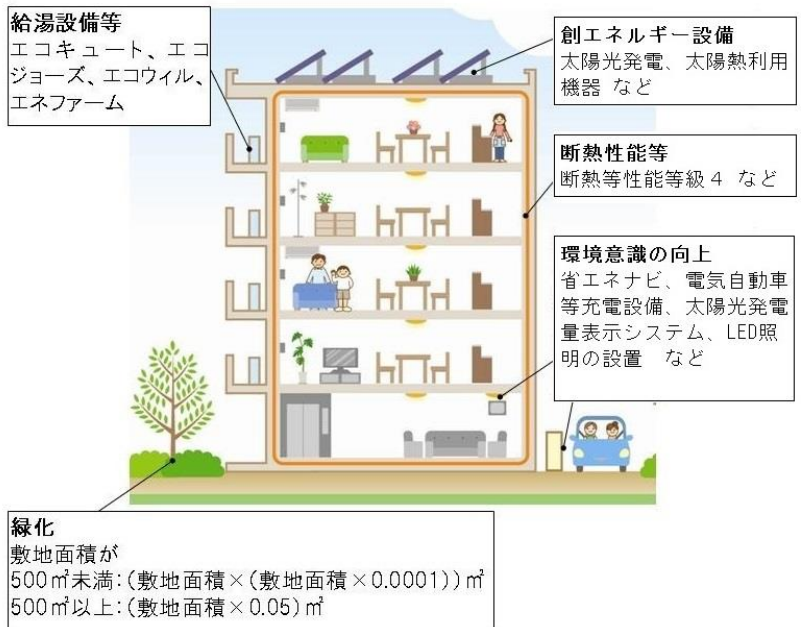 給湯設備等
エコキュート、エコ
ジョーズ、エコウィル、
エネファーム
創エネルギー設備
太陽光発電、太陽熱利用
機器 など
断熱性能等
断熱等性能等級４ など
環境意識の向上
省エネナビ、電気自動車
等充電設備、太陽光発電
量表示システム、LED照
明の設置　など
緑化
敷地面積が
500㎡未満：(敷地面積×(敷地面積×0.0001))㎡
500㎡以上：(敷地面積×0.05)㎡